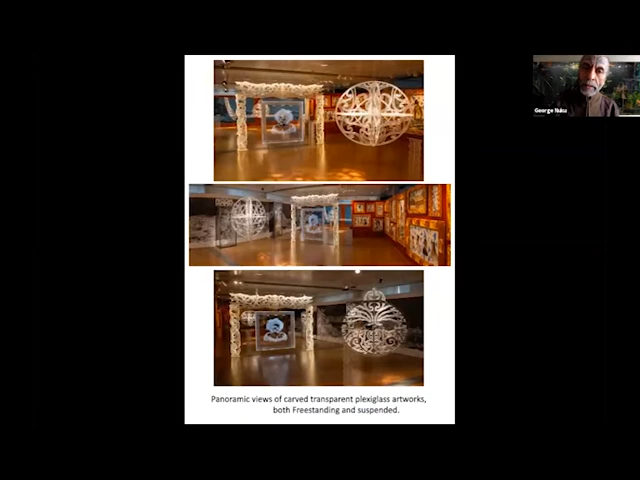 George Nuku
Panoramic views of carved transparent plexiglass artworks,
both Freestanding and suspended.